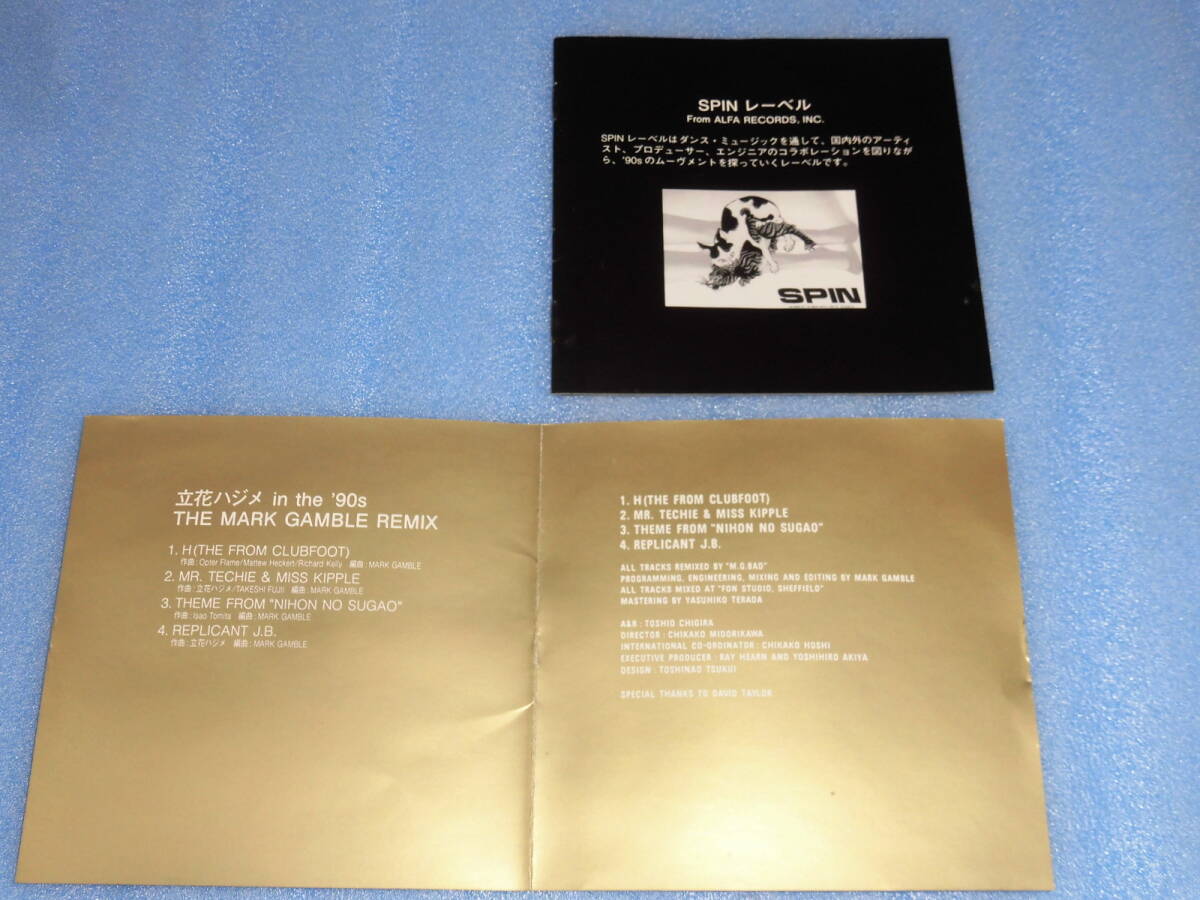 SPIN レーベル
From ALFA RECORDS, INC.
SPIN レーベルはダンス・ミュージックを通して、国内外のアーティ
スト、プロデューサー、エンジニアのコラボレーションを図りなが
ら、'90s のムーヴメントを探っていくレーベルです。
SPIN
立花ハジメ in the '90s
THE MARK GAMBLE REMIX
1. H (THE FROM CLUBFOOT)
作曲 : Opter Flame/Mattew Heckert/Richard Kelly 編曲 : MARK GAMBLE
2. MR. TECHIE & MISS KIPPLE
作曲 : 立花ハジメ/TAKESHI FUJII 編曲 : MARK GAMBLE
3. THEME FROM "NIHON NO SUGAO"
作曲 : Isao Tomita 編曲 : MARK GAMBLE
4. REPLICANT J.B.
作曲 : 立花ハジメ 編曲 : MARK GAMBLE
1. H (THE FROM CLUBFOOT)
2. MR. TECHIE & MISS KIPPLE
3. THEME FROM "NIHON NO SUGAO"
4. REPLICANT J.B.
ALL TRACKS REMIXED BY "M.G.BAD"
PROGRAMMING, ENGINEERING, MIXING AND EDITING BY MARK GAMBLE
ALL TRACKS MIXED AT "FON STUDIO, SHEFFIELD"
MASTERING BY YASUHIKO TERADA
A&R : TOSHIO CHIGIRA
DIRECTOR : CHIKAKO MIDORIKAWA
INTERNATIONAL CO-ORDINATOR : CHIKAKO HOSHI
EXECUTIVE PRODUCER : RAY HEARN AND YOSHIHIRO AKIYA
DESIGN : TOSHINAO TSUKUI
SPECIAL THANKS TO DAVID TAYLOR